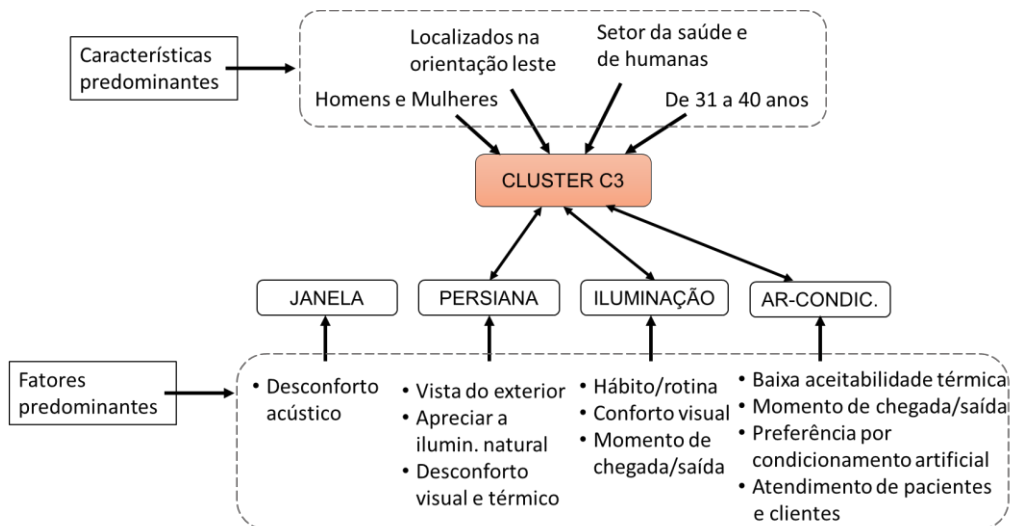 Características
predominantes
Localizados na
orientação leste
Setor da saúde e
de humanas
Homens e Mulheres
De 31 a 40 anos
CLUSTER C3
JANELA
PERSIANA
ILUMINAÇÃO
AR-CONDIC.
Fatores
predominantes
• Desconforto
acústico
• Vista do exterior
• Apreciar a
ilumin. natural
• Desconforto
visual e térmico
• Hábito/rotina
• Conforto visual
• Momento de
chegada/saída
• Baixa aceitabilidade térmica
• Momento de chegada/saída
• Preferência por
condicionamento artificial
• Atendimento de pacientes
e clientes